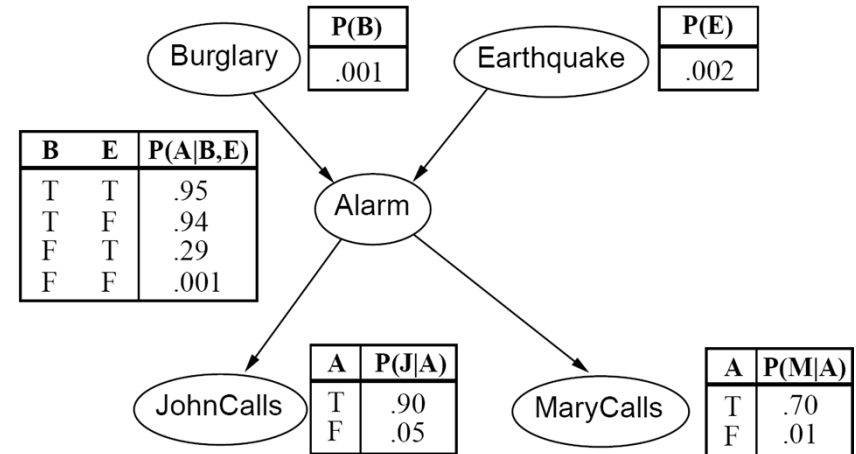 Burglary
P(B)
.001
Earthquake
P(E)
.002
B E P(A|B,E)
T T .95
T F .94
F T .29
F F .001
Alarm
JohnCalls
A P(J|A)
T .90
F .05
MaryCalls
A P(M|A)
T .70
F .01